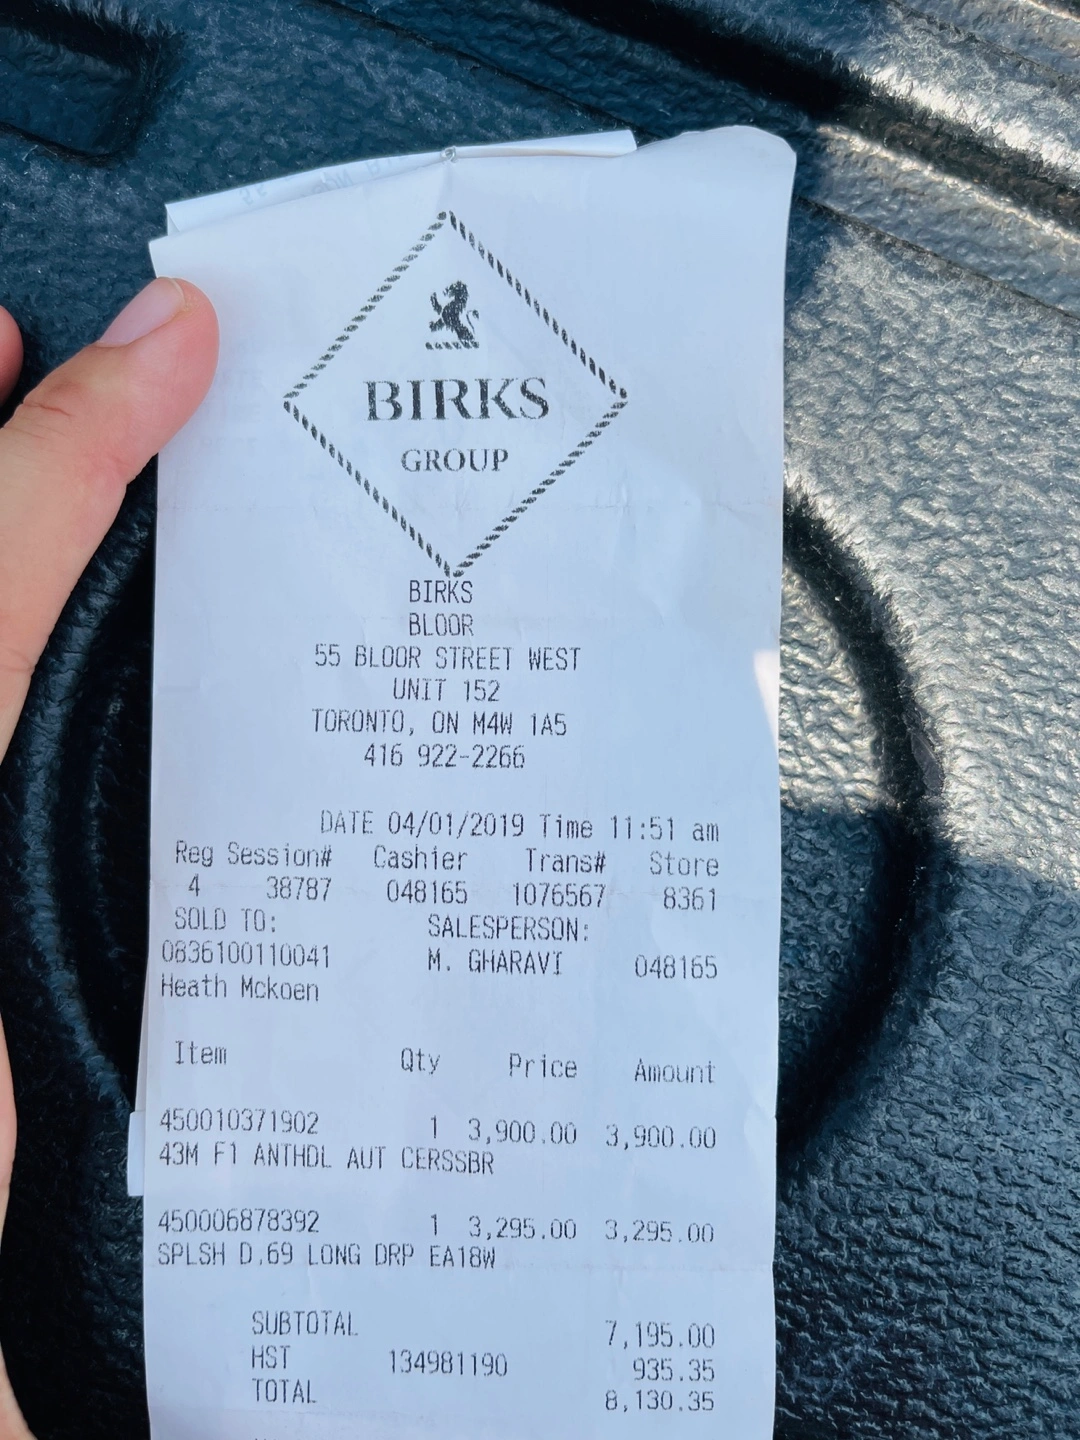 BIRKS
GROUP
BIRKS
BLOOR
55 BLOOR STREET WEST
UNIT 152
TORONTO, ON M4W 1A5
416 922-2266
DATE 04/01/2019 Time 11:51 am
Reg Session# Cashier Trans# Store
4 38787 048165 1076567 8361
SOLD TO: SALESPERSON:
0836100110041 M. GHARAVI 048165
Heath Mckoen
Item Qty Price Amount
450010371902 1 3,900.00 3,900.00
43M F1 ANTHDL AUT CERSSBR
450006878392 1 3,295.00 3,295.00
SPLSH D.69 LONG DRP EA18W
SUBTOTAL 7,195.00
HST 134981190 935.35
TOTAL 8,130.35